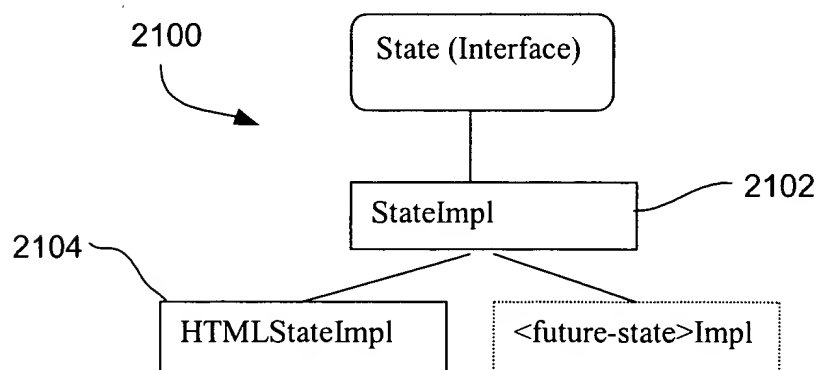 2100
State (Interface)
StateImpl
2102
2104
HTMLStateImpl
<future-state>Impl